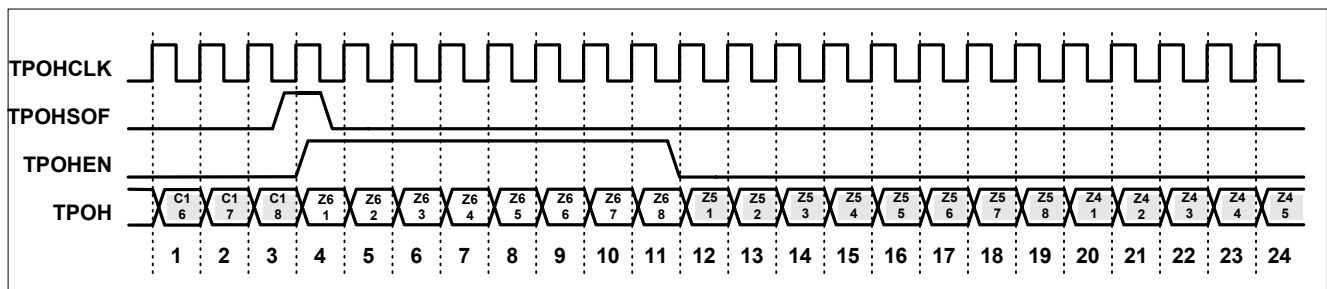 TPOHCLK
TPOHSOF
TPOHEN
TPOH
C1 C1 C1 Z6 Z6 Z6 Z6 Z6 Z6 Z6 Z6 Z5 Z5 Z5 Z5 Z5 Z5 Z5 Z5 Z4 Z4 Z4 Z4 Z4
6 7 8 1 2 3 4 5 6 7 8 1 2 3 4 5 6 7 8 1 2 3 4 5
1 2 3 4 5 6 7 8 9 10 11 12 13 14 15 16 17 18 19 20 21 22 23 24